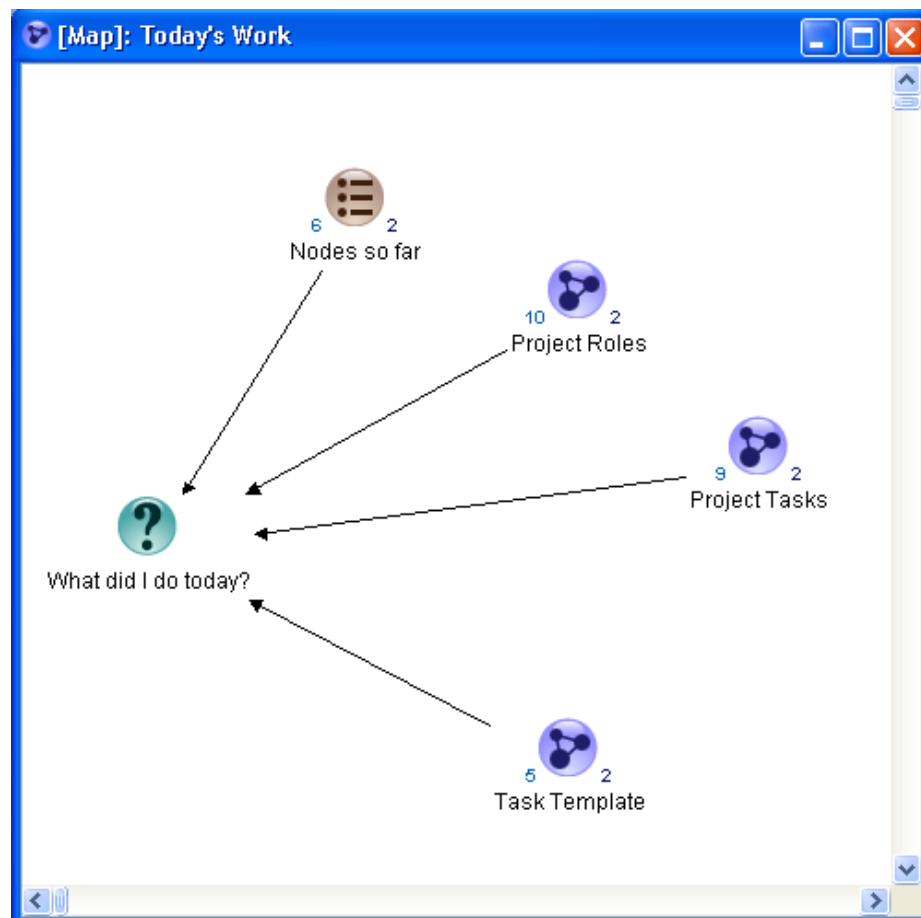 [Map]: Today's Work
6 2
Nodes so far
10 2
Project Roles
9 2
Project Tasks
?
What did I do today?
5 2
Task Template